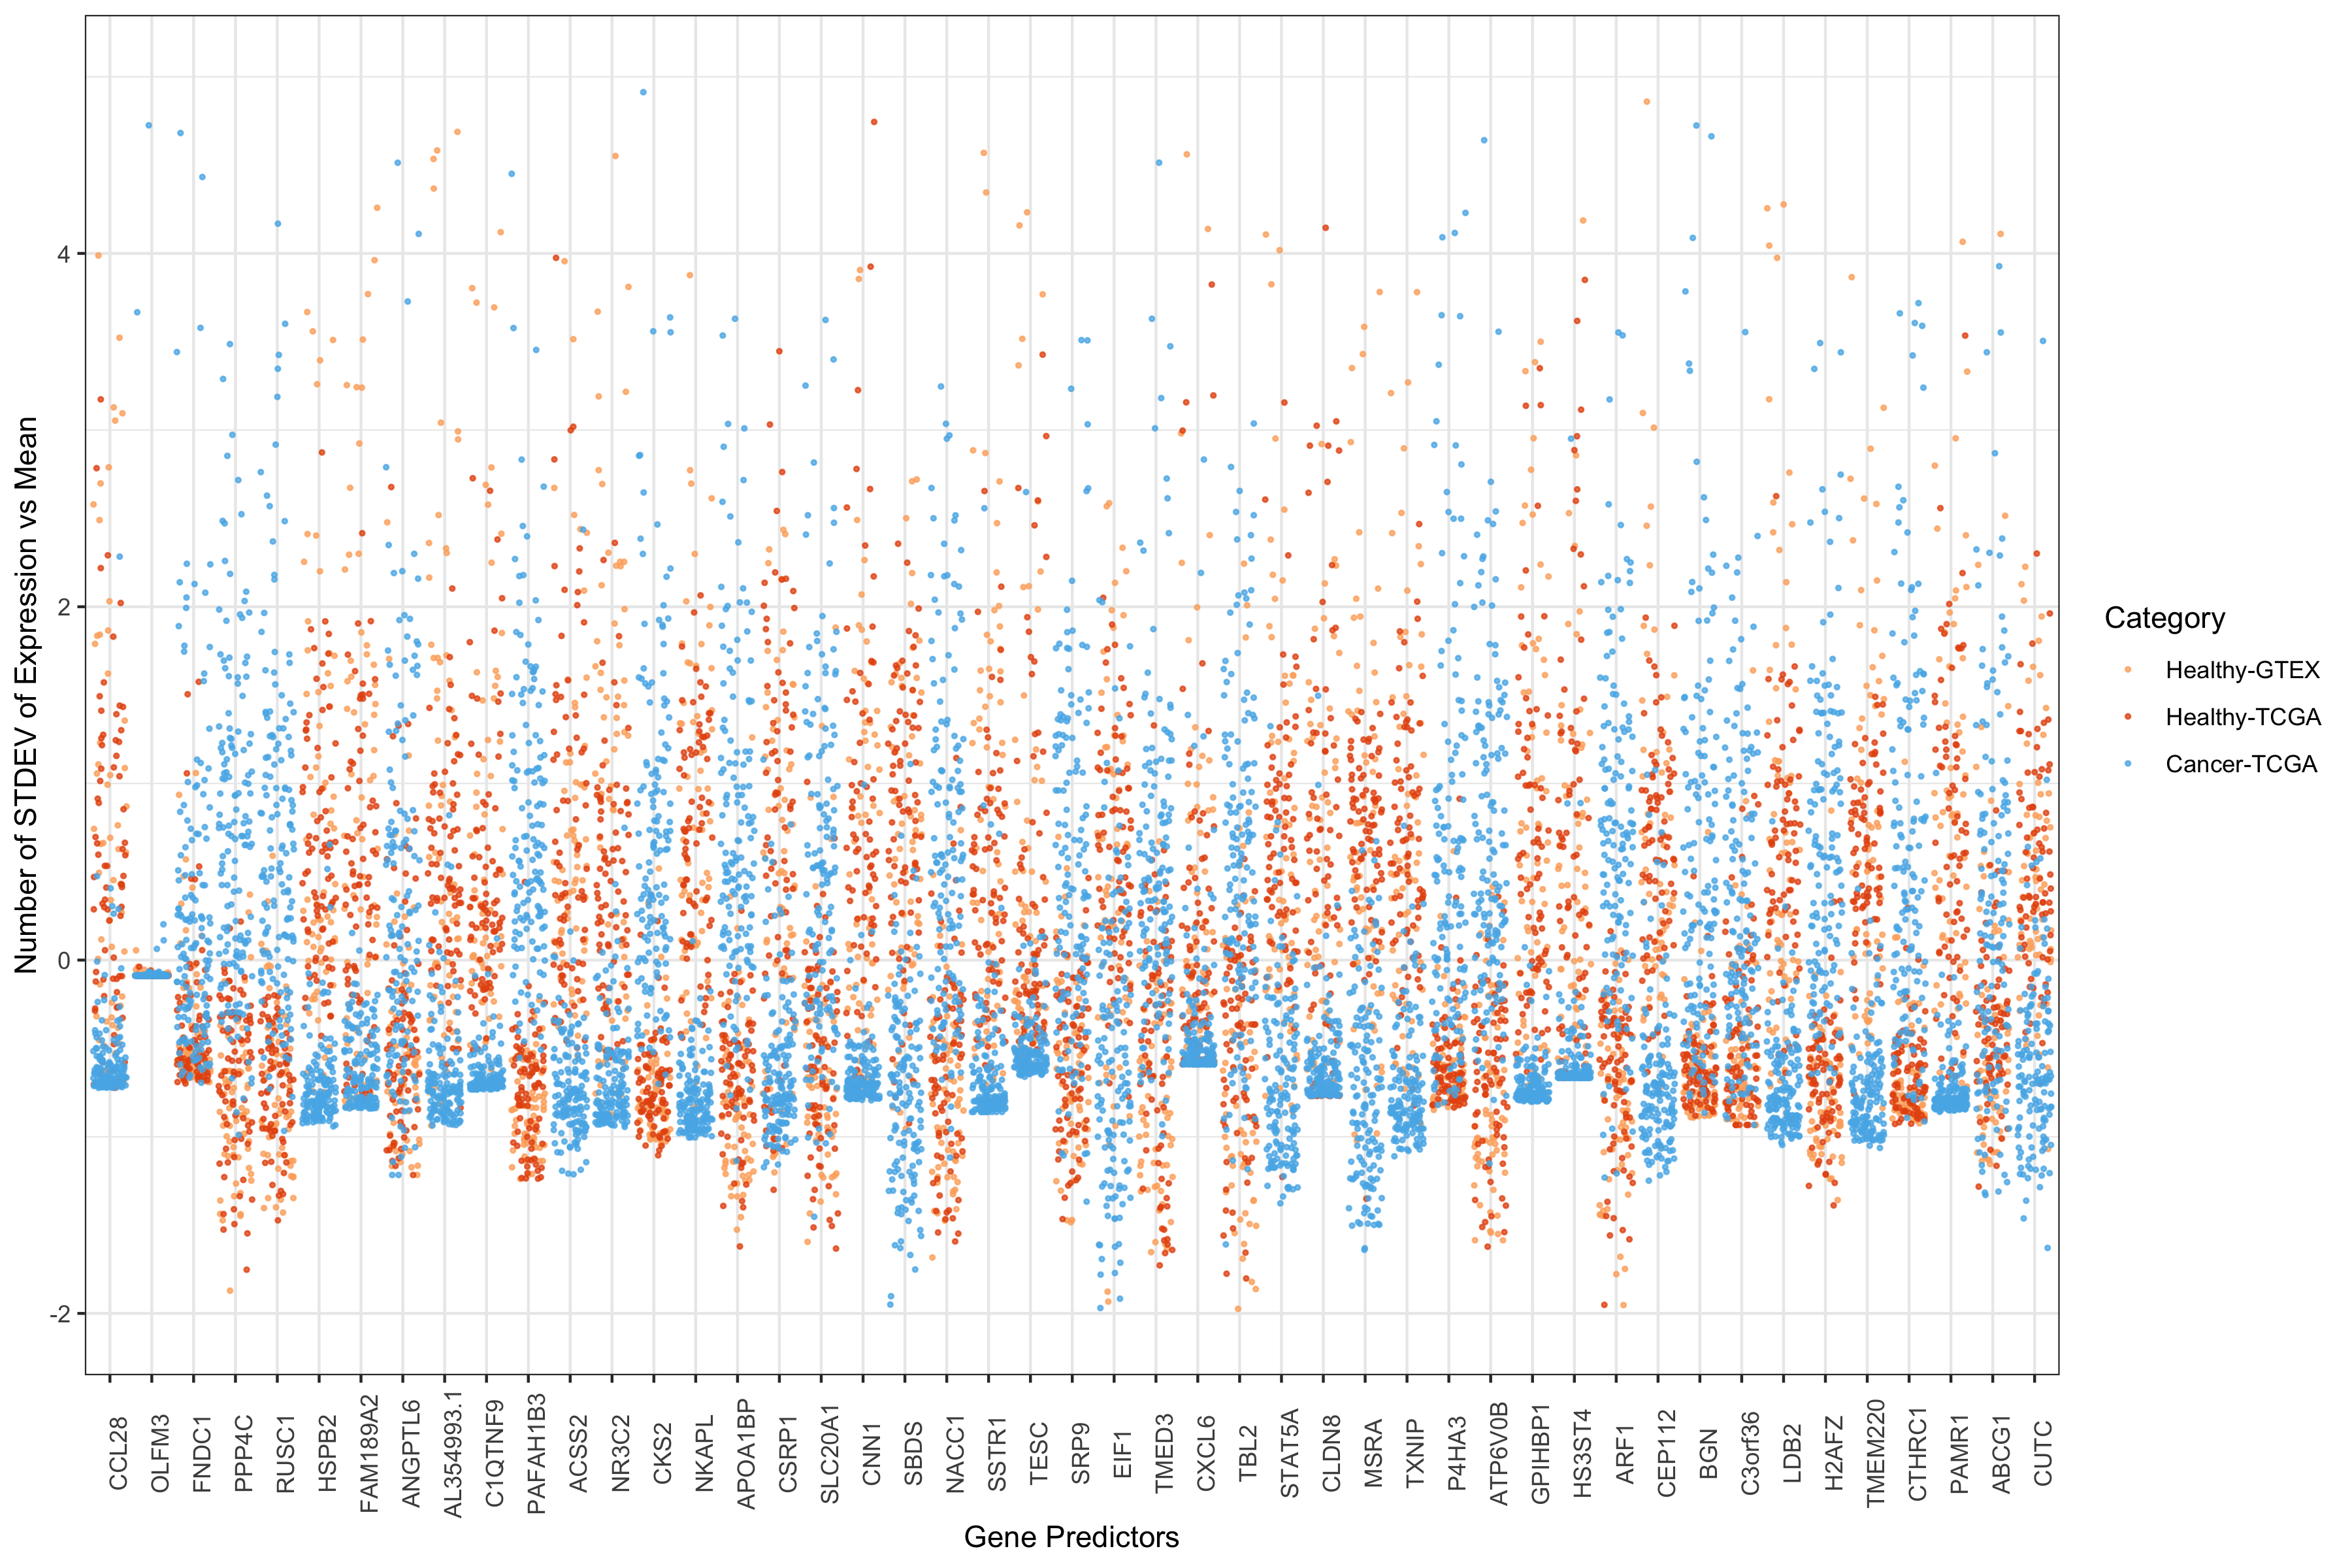 Number of STDEV of Expression vs Mean
4
2
0
-2
CCL28
OLFM3
FNDC1
PPP4C
RUSC1
HSPB2
FAM189A2
ANGPTL6
AL354993.1
C1QTNF9
PAFAH1B3
ACSS2
NR3C2
CKS2
NKAPL
APOA1BP
CSRP1
SLC20A1
CNN1
SBDS
NACC1
SSTR1
TESC
SRP9
EIF1
TMED3
CXCL6
TBL2
STAT5A
CLDN8
MSRA
TXNIP
P4HA3
ATP6V0B
GPIHBP1
HS3ST4
ARF1
CEP112
BGN
C3orf36
LDB2
H2AFZ
TMEM220
CTHRC1
PAMR1
ABCG1
CUTC
Gene Predictors
Category
Healthy-GTEX
Healthy-TCGA
Cancer-TCGA